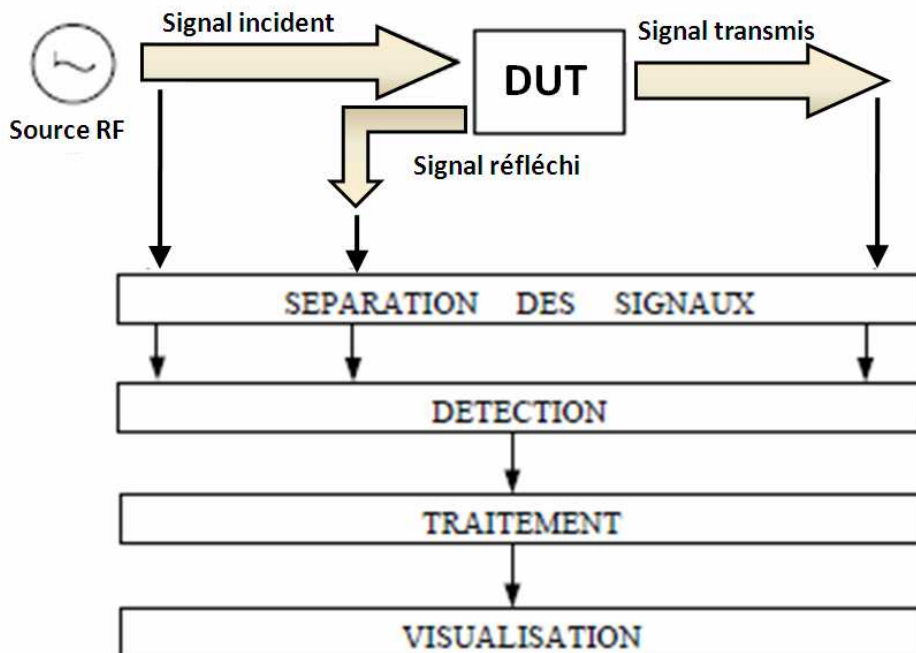 Signal incident
Signal transmis
DUT
Source RF
Signal réfléchi
SEPARATION DES SIGNAUX
DETECTION
TRAITEMENT
VISUALISATION